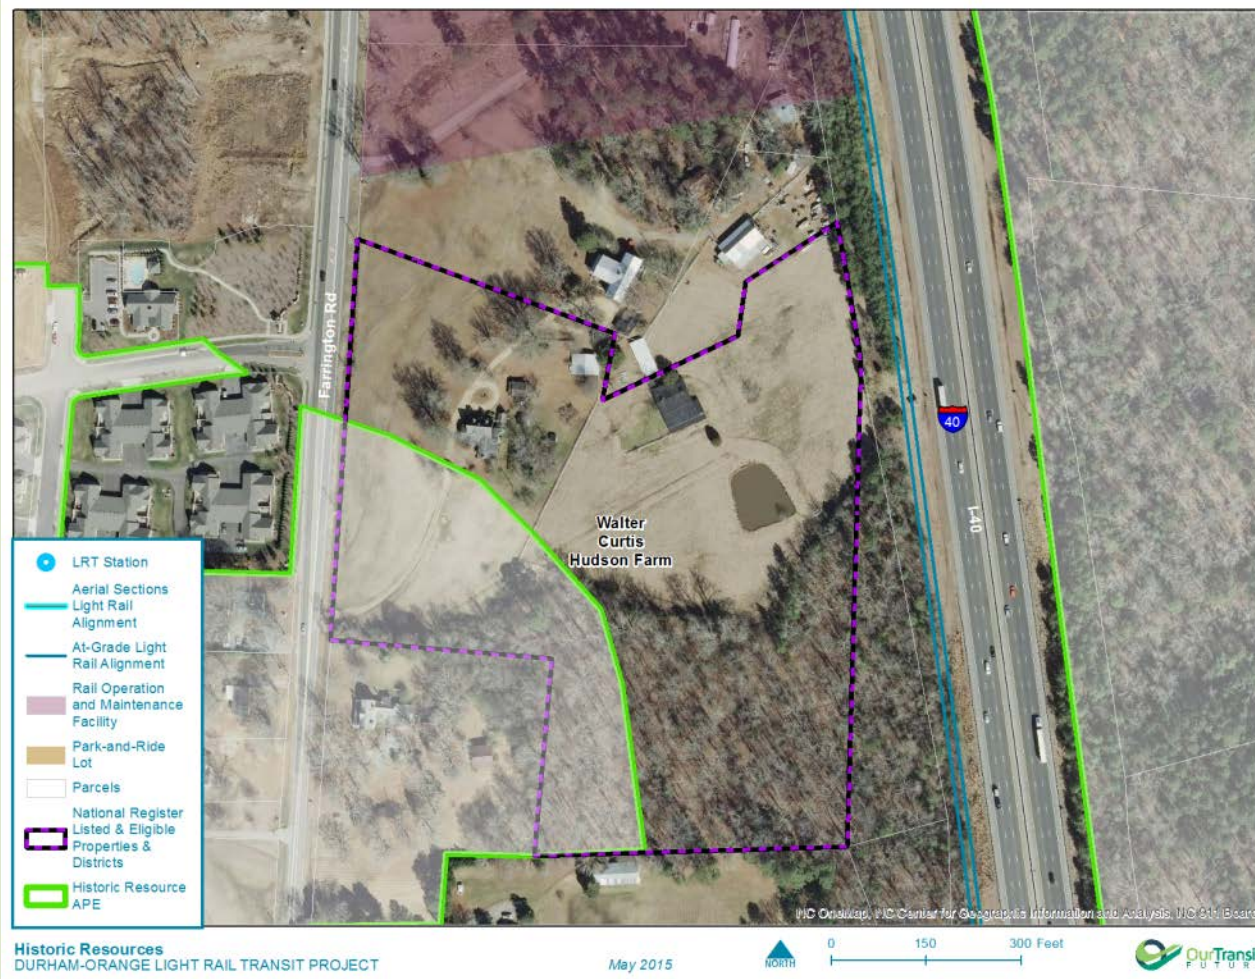 Farrington Rd
40
I-40
Walter
Curtis
Hudson Farm
LRT Station
Aerial Sections
Light Rail
Alignment
At-Grade Light
Rail Alignment
Rail Operation
and Maintenance
Facility
Park-and-Ride
Lot
Parcels
National Register
Listed & Eligible
Properties &
Districts
Historic Resource
APE
NC OneMap, NC Center for Geographic Information and Analysis, NC 911 Board
Historic Resources
DURHAM-ORANGE LIGHT RAIL TRANSIT PROJECT
May 2015
NORTH
0 150 300 Feet
OurTransi
FUTUR